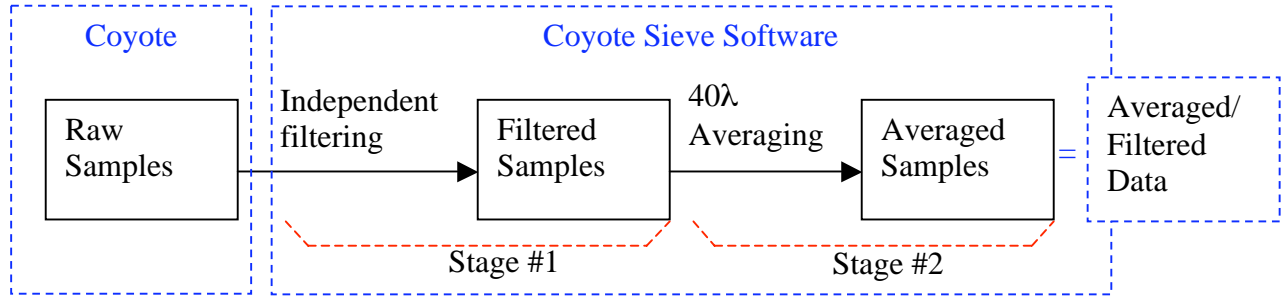 Coyote
Coyote Sieve Software
Raw
Samples
Independent
filtering
Filtered
Samples
40λ
Averaging
Averaged
Samples
=
Averaged/
Filtered
Data
Stage #1
Stage #2